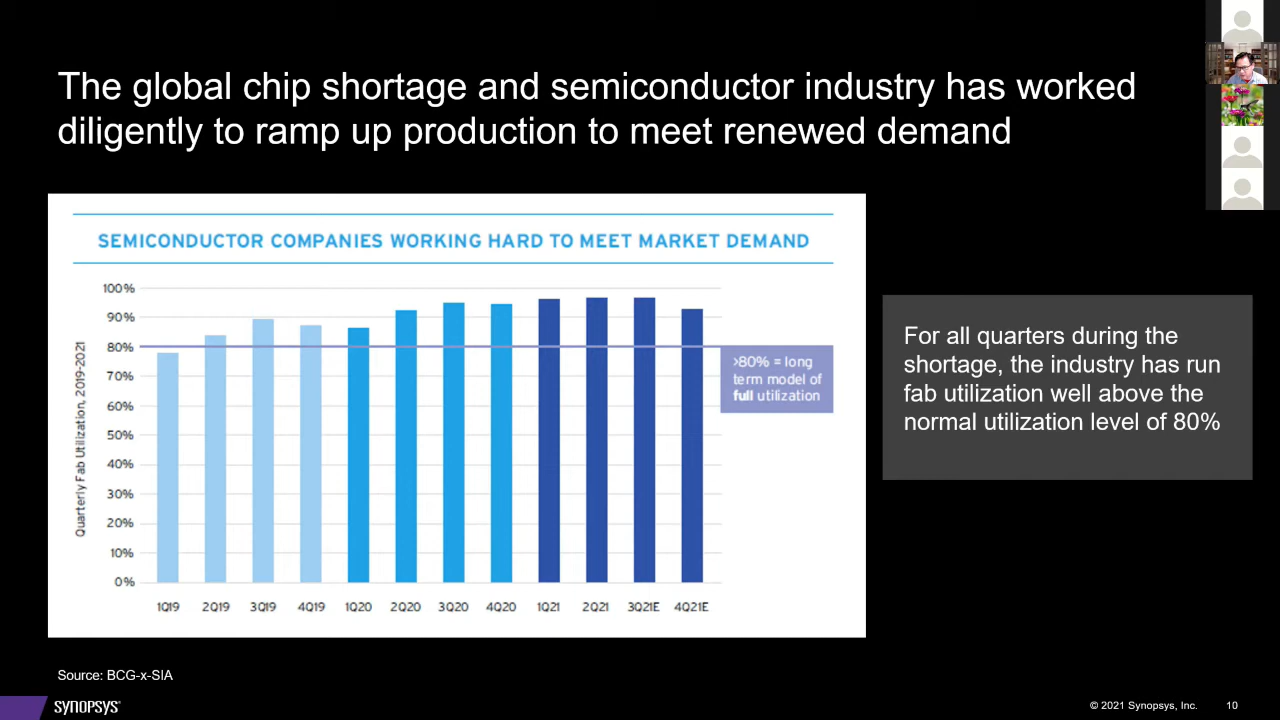 The global chip shortage and semiconductor industry has worked
diligently to ramp up production to meet renewed demand
SEMICONDUCTOR COMPANIES WORKING HARD TO MEET MARKET DEMAND
Quarterly Fab Utilization, 2019-2021
100%
90%
80%
70%
60%
50%
40%
30%
20%
10%
0%
1Q19 2Q19 3Q19 4Q19 1Q20 2Q20 3Q20 4Q20 1Q21 2Q21 3Q21E 4Q21E
>80% = long
term model of
full utilization
For all quarters during the
shortage, the industry has run
fab utilization well above the
normal utilization level of 80%
Source: BCG-x-SIA
SYNOPSYS®
© 2021 Synopsys, Inc. 10